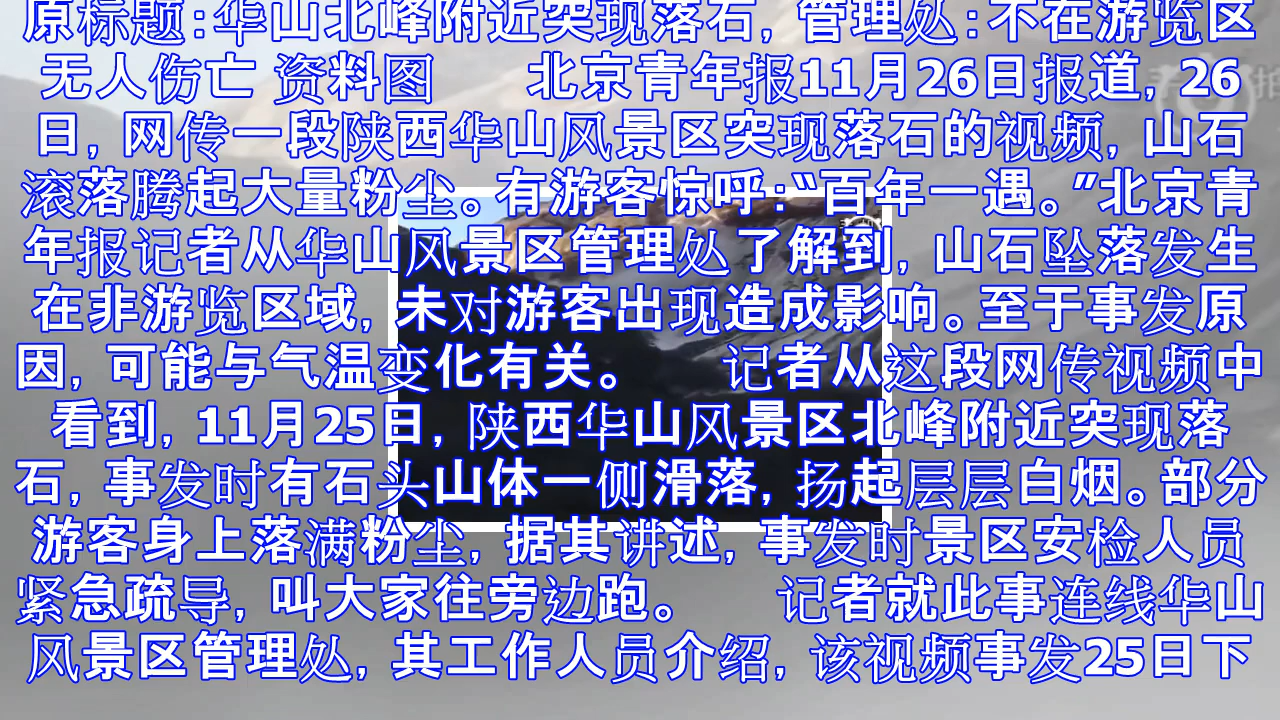 原标题:华山北峰附近突现落石, 管理处:不在游览区
无人伤亡 资料图 北京青年报11月26日报道, 26
日, 网传一段陕西华山风景区突现落石的视频, 山石
滚落腾起大量粉尘。有游客惊呼:“百年一遇。”北京青
年报记者从华山风景区管理处了解到, 山石坠落发生
在非游览区域, 未对游客出现造成影响。至于事发原
因, 可能与气温变化有关。 记者从这段网传视频中
看到, 11月25日, 陕西华山风景区北峰附近突现落
石, 事发时有石头山体一侧滑落, 扬起层层白烟。部分
游客身上落满粉尘, 据其讲述, 事发时景区安检人员
紧急疏导, 叫大家往旁边跑。 记者就此事连线华山
风景区管理处, 其工作人员介绍, 该视频事发25日下